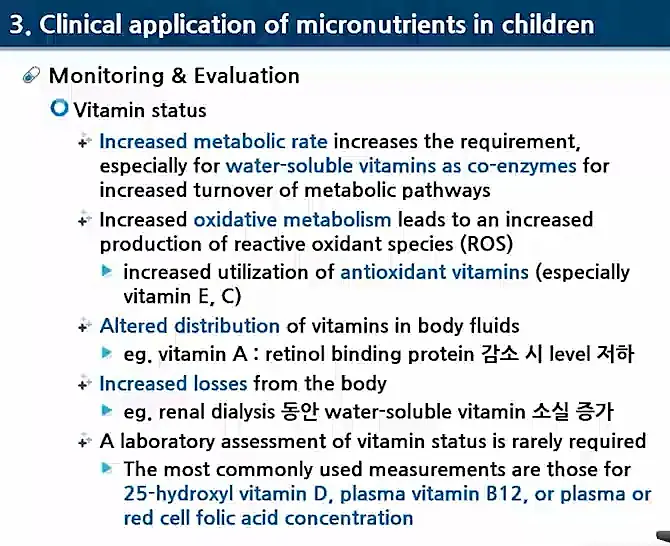 3. Clinical application of micronutrients in children
Monitoring & Evaluation
Vitamin status
Increased metabolic rate increases the requirement,
especially for water-soluble vitamins as co-enzymes for
increased turnover of metabolic pathways
Increased oxidative metabolism leads to an increased
production of reactive oxidant species (ROS)
increased utilization of antioxidant vitamins (especially
vitamin E, C)
Altered distribution of vitamins in body fluids
eg. vitamin A : retinol binding protein 감소 시 level 저하
Increased losses from the body
eg. renal dialysis 동안 water-soluble vitamin 소실 증가
A laboratory assessment of vitamin status is rarely required
The most commonly used measurements are those for
25-hydroxyl vitamin D, plasma vitamin B12, or plasma or
red cell folic acid concentration